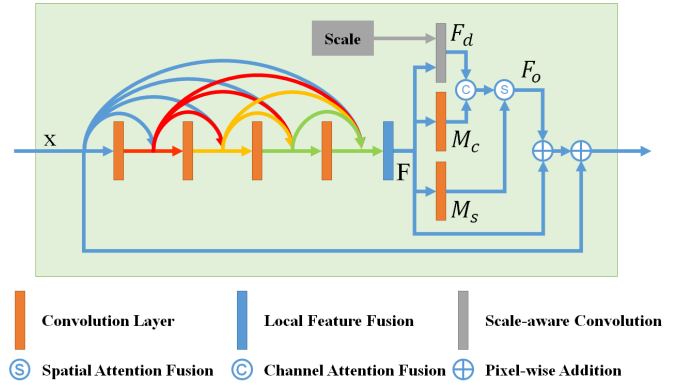 Scale
F_d
F_o
C
S
x
M_c
F
M_s
Convolution Layer
Local Feature Fusion
Scale-aware Convolution
S Spatial Attention Fusion
C Channel Attention Fusion
Pixel-wise Addition